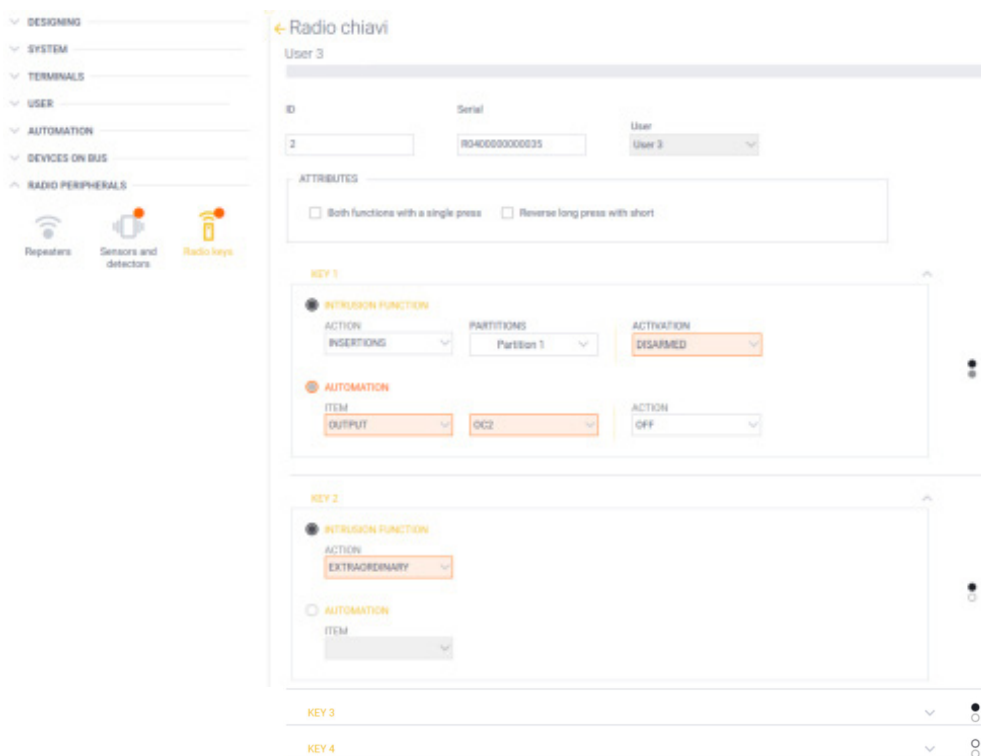 DESIGNING
SYSTEM
TERMINALS
USER
AUTOMATION
DEVICES ON BUS
RADIO PERIPHERALS
Repeaters
Sensors and
detectors
Radio keys
Radio chiavi
User 3
ID
Serial
User
2
R0400000000035
User 3
ATTRIBUTES
Both functions with a single press
Reverse long press with short
KEY 1
INTRUSION FUNCTION
ACTION
PARTITIONS
ACTIVATION
INSERTIONS
Partition 1
DISARMED
AUTOMATION
ITEM
ACTION
OUTPUT
OC2
OFF
KEY 2
INTRUSION FUNCTION
ACTION
EXTRAORDINARY
AUTOMATION
ITEM
KEY 3
KEY 4